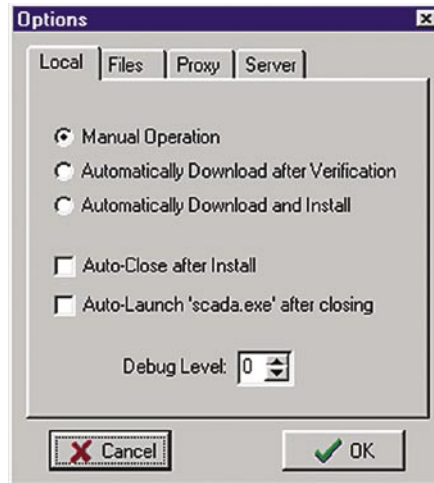 Options
Local Files Proxy Server
Manual Operation
Automatically Download after Verification
Automatically Download and Install
Auto-Close after Install
Auto-Launch 'scada.exe' after closing
Debug Level: 0
Cancel OK